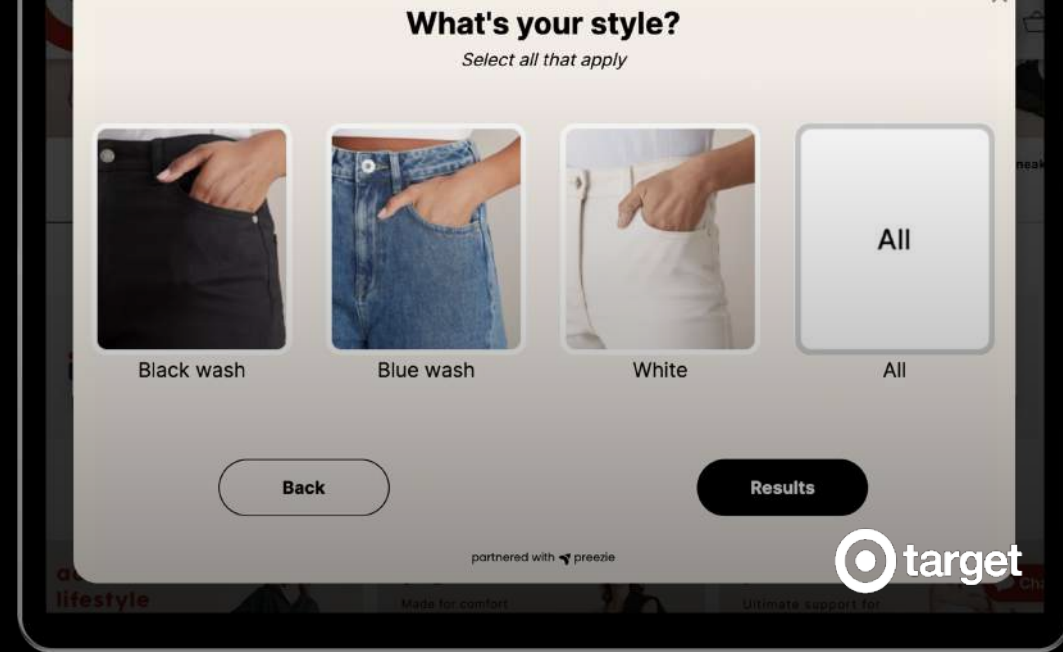 What's your style?
Select all that apply
neak
All
Black wash
Blue wash
White
All
Back
Results
partnered with preezie
target
lifestyle
Made for comfort
Ultimate support for